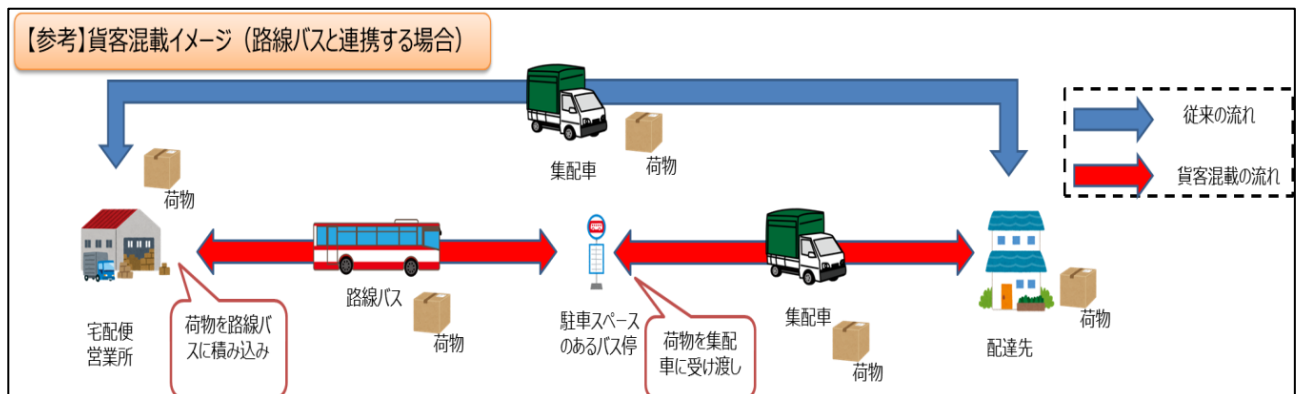 【参考】貨客混載イメージ（路線バスと連携する場合）
従来の流れ
貨客混載の流れ
集配車
荷物
荷物
宅配便
営業所
荷物を路線バ
スに積み込み
路線バス
荷物
駐車スペース
のあるバス停
荷物を集配
車に受け渡し
集配車
荷物
配達先
荷物